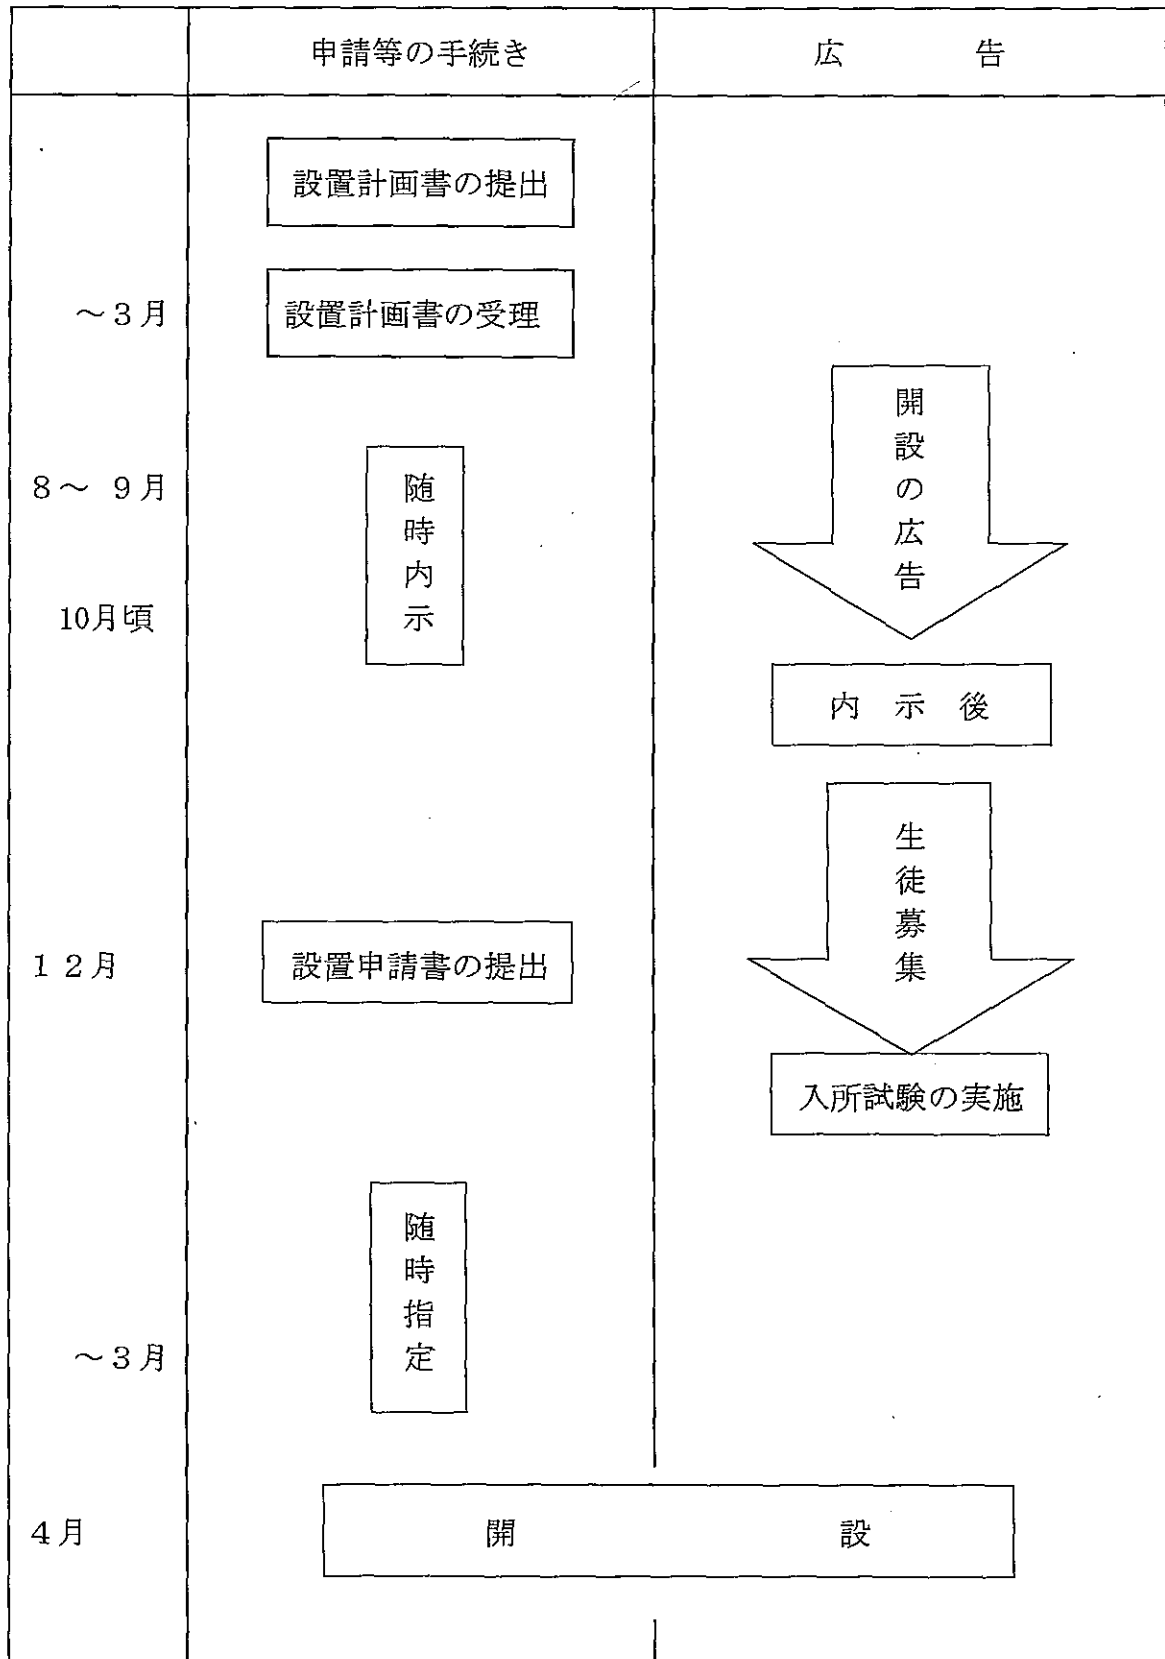 申請等の手続き
広告
設置計画書の提出
～3月
設置計画書の受理
開設の広告
8～9月
随時内示
10月頃
内示後
生徒募集
12月
設置申請書の提出
入所試験の実施
随時指定
～3月
4月
開設